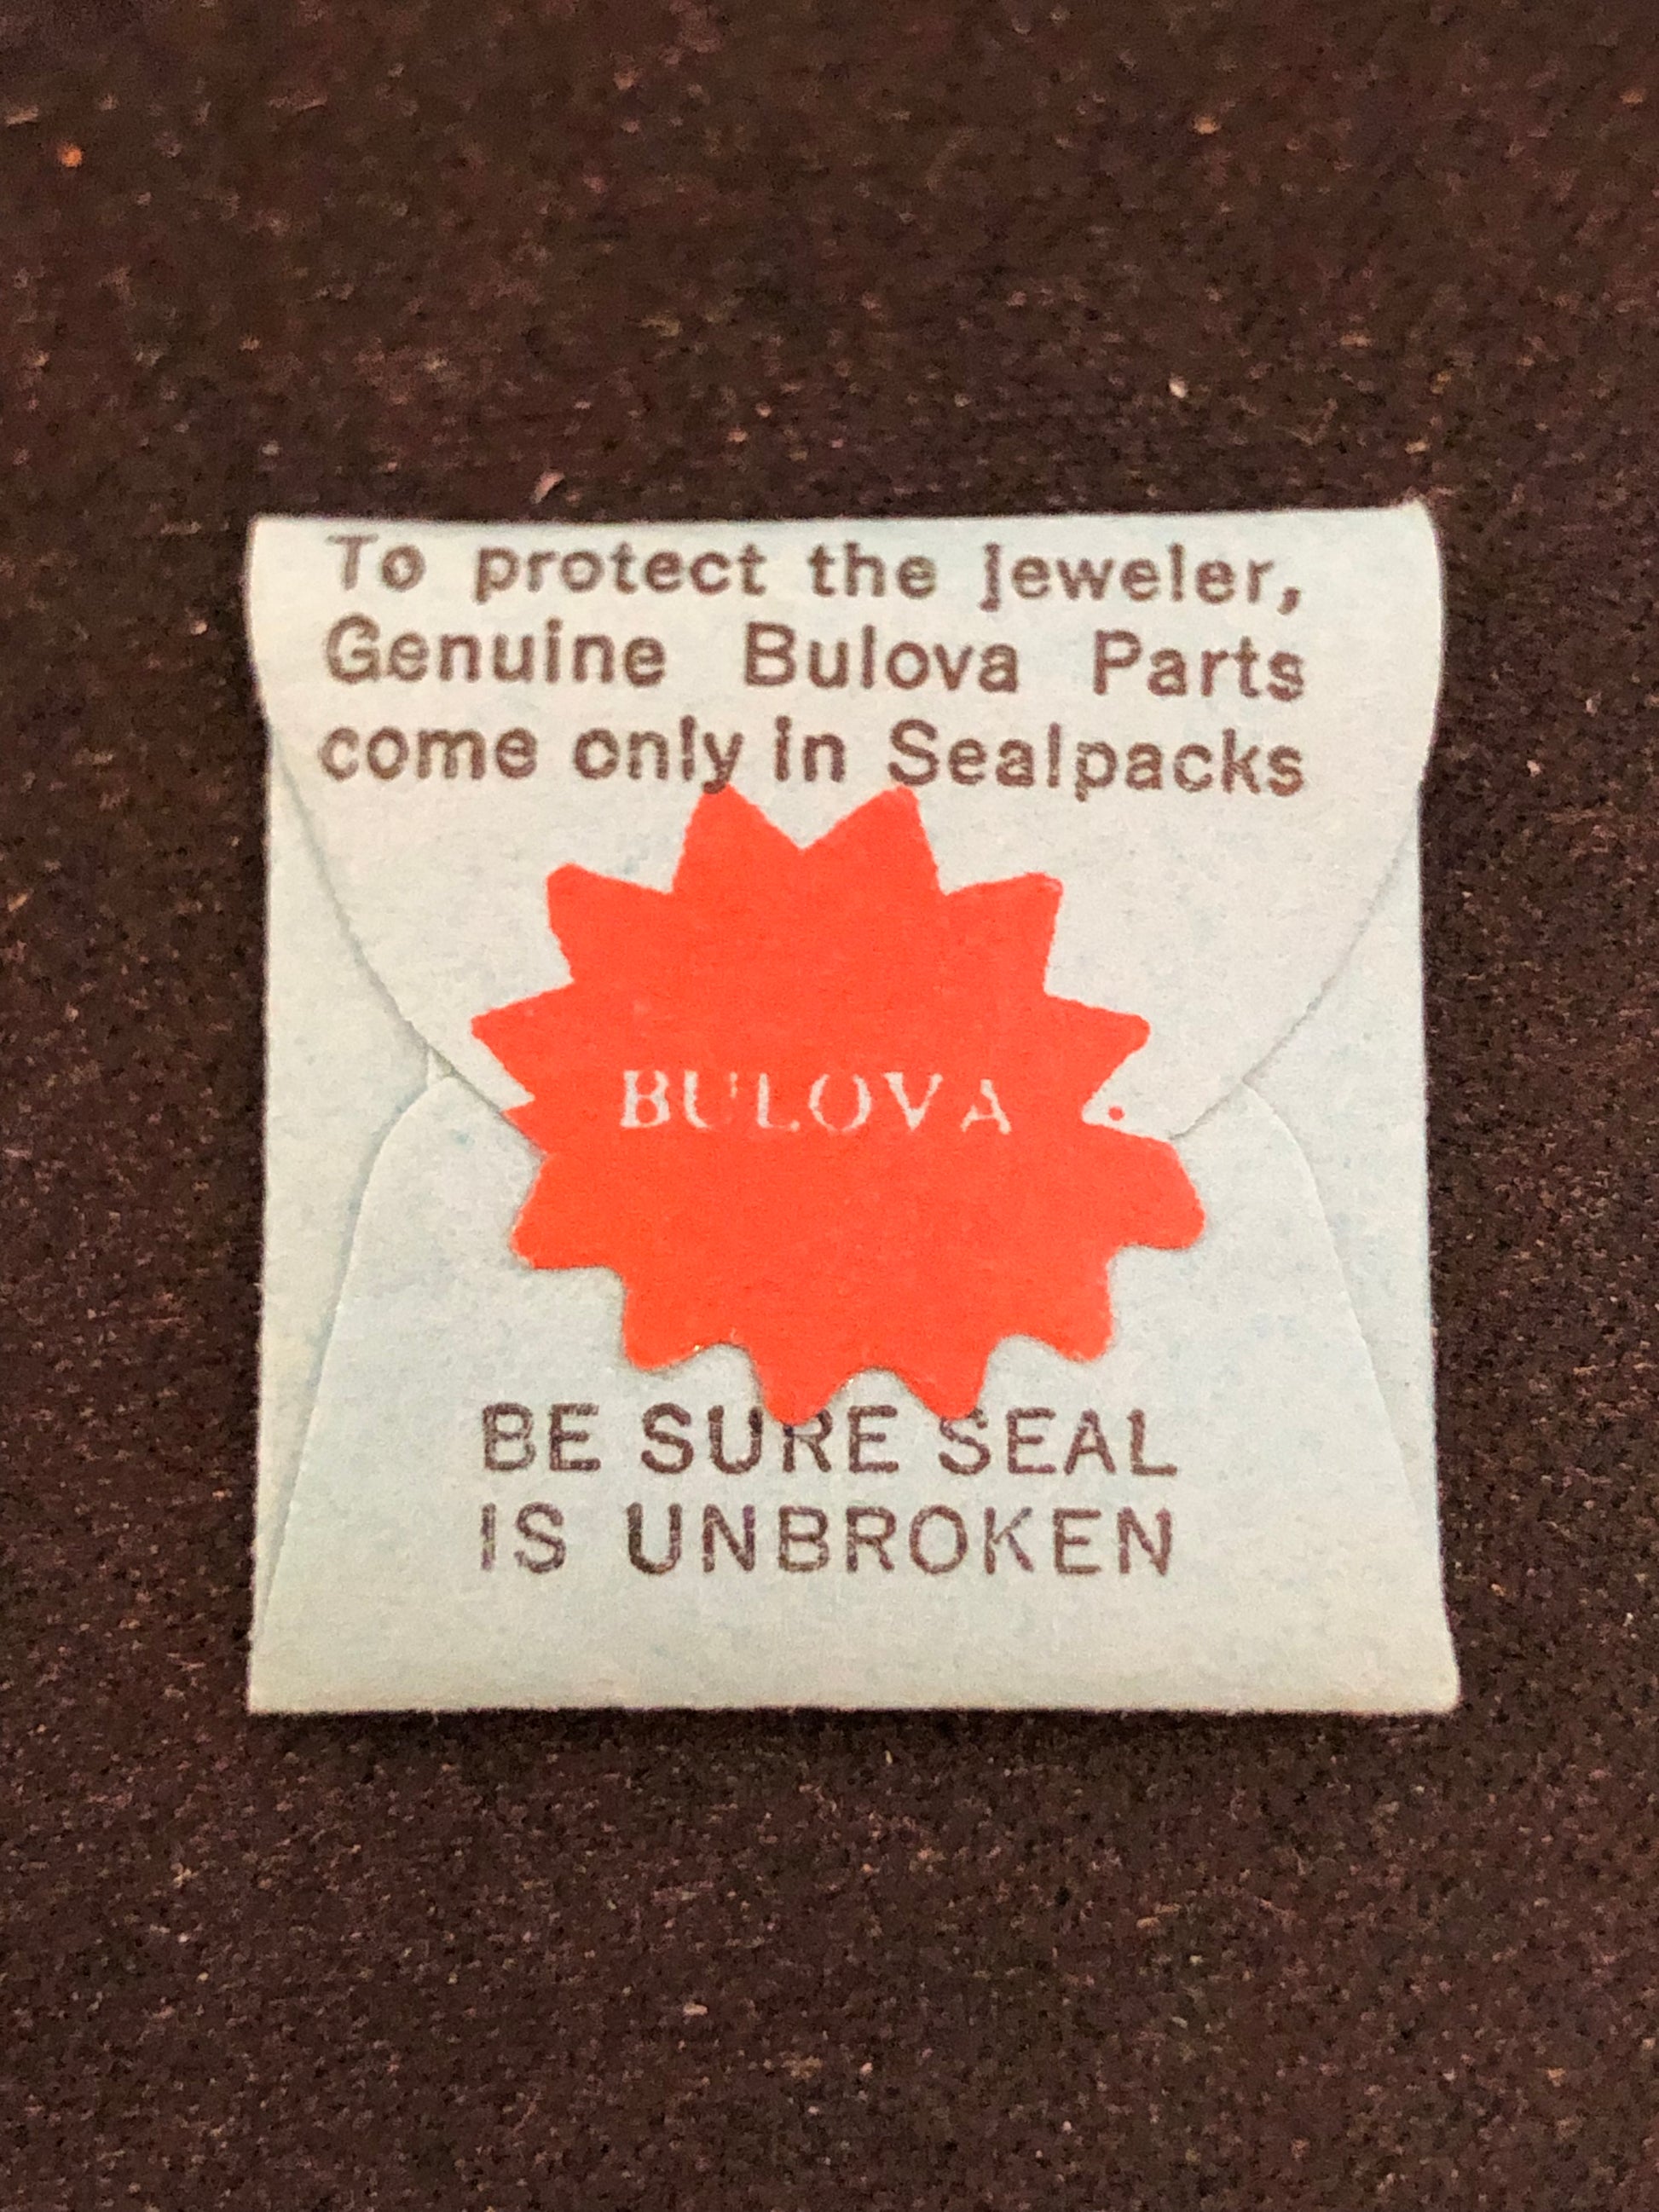 To protect the jeweler,
Genuine Bulova Parts
come only in Sealpacks
BULOVA
BE SURE SEAL
IS UNBROKEN